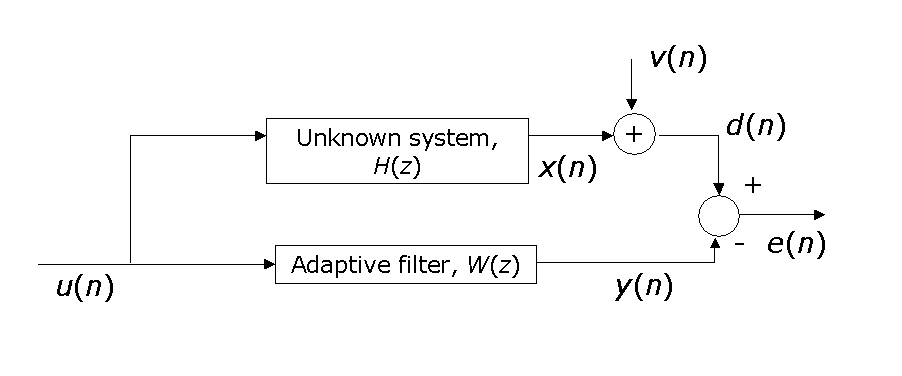 v(n)
Unknown system,
H(z)
+
d(n)
x(n)
+
Adaptive filter, W(z)
-
e(n)
u(n)
y(n)